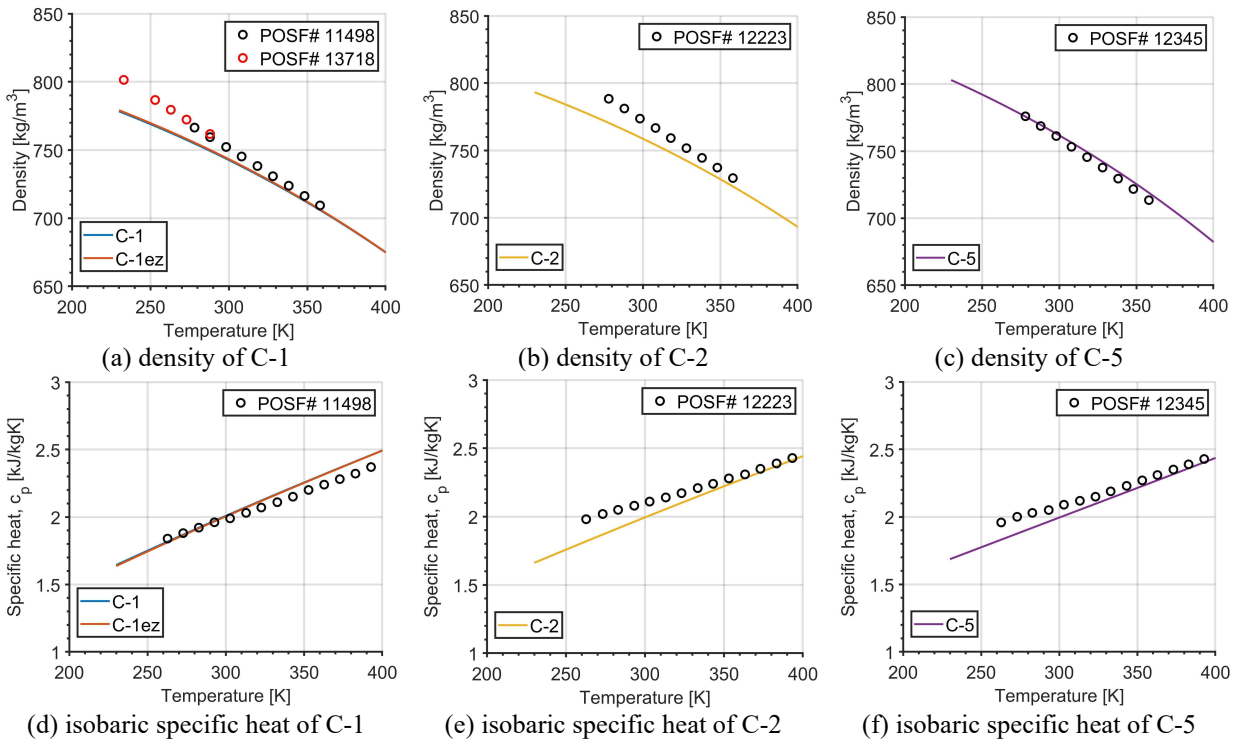 850
800
750
700
650
Density [kg/m³]
POSF# 11498
POSF# 13718
C-1
C-1ez
200 250 300 350 400
Temperature [K]
(a) density of C-1
850
800
750
700
650
Density [kg/m³]
POSF# 12223
C-2
200 250 300 350 400
Temperature [K]
(b) density of C-2
850
800
750
700
650
Density [kg/m³]
POSF# 12345
C-5
200 250 300 350 400
Temperature [K]
(c) density of C-5
3
2.5
2
1.5
1
Specific heat, cₚ [kJ/kgK]
POSF# 11498
C-1
C-1ez
200 250 300 350 400
Temperature [K]
(d) isobaric specific heat of C-1
3
2.5
2
1.5
1
Specific heat, cₚ [kJ/kgK]
POSF# 12223
C-2
200 250 300 350 400
Temperature [K]
(e) isobaric specific heat of C-2
3
2.5
2
1.5
1
Specific heat, cₚ [kJ/kgK]
POSF# 12345
C-5
200 250 300 350 400
Temperature [K]
(f) isobaric specific heat of C-5